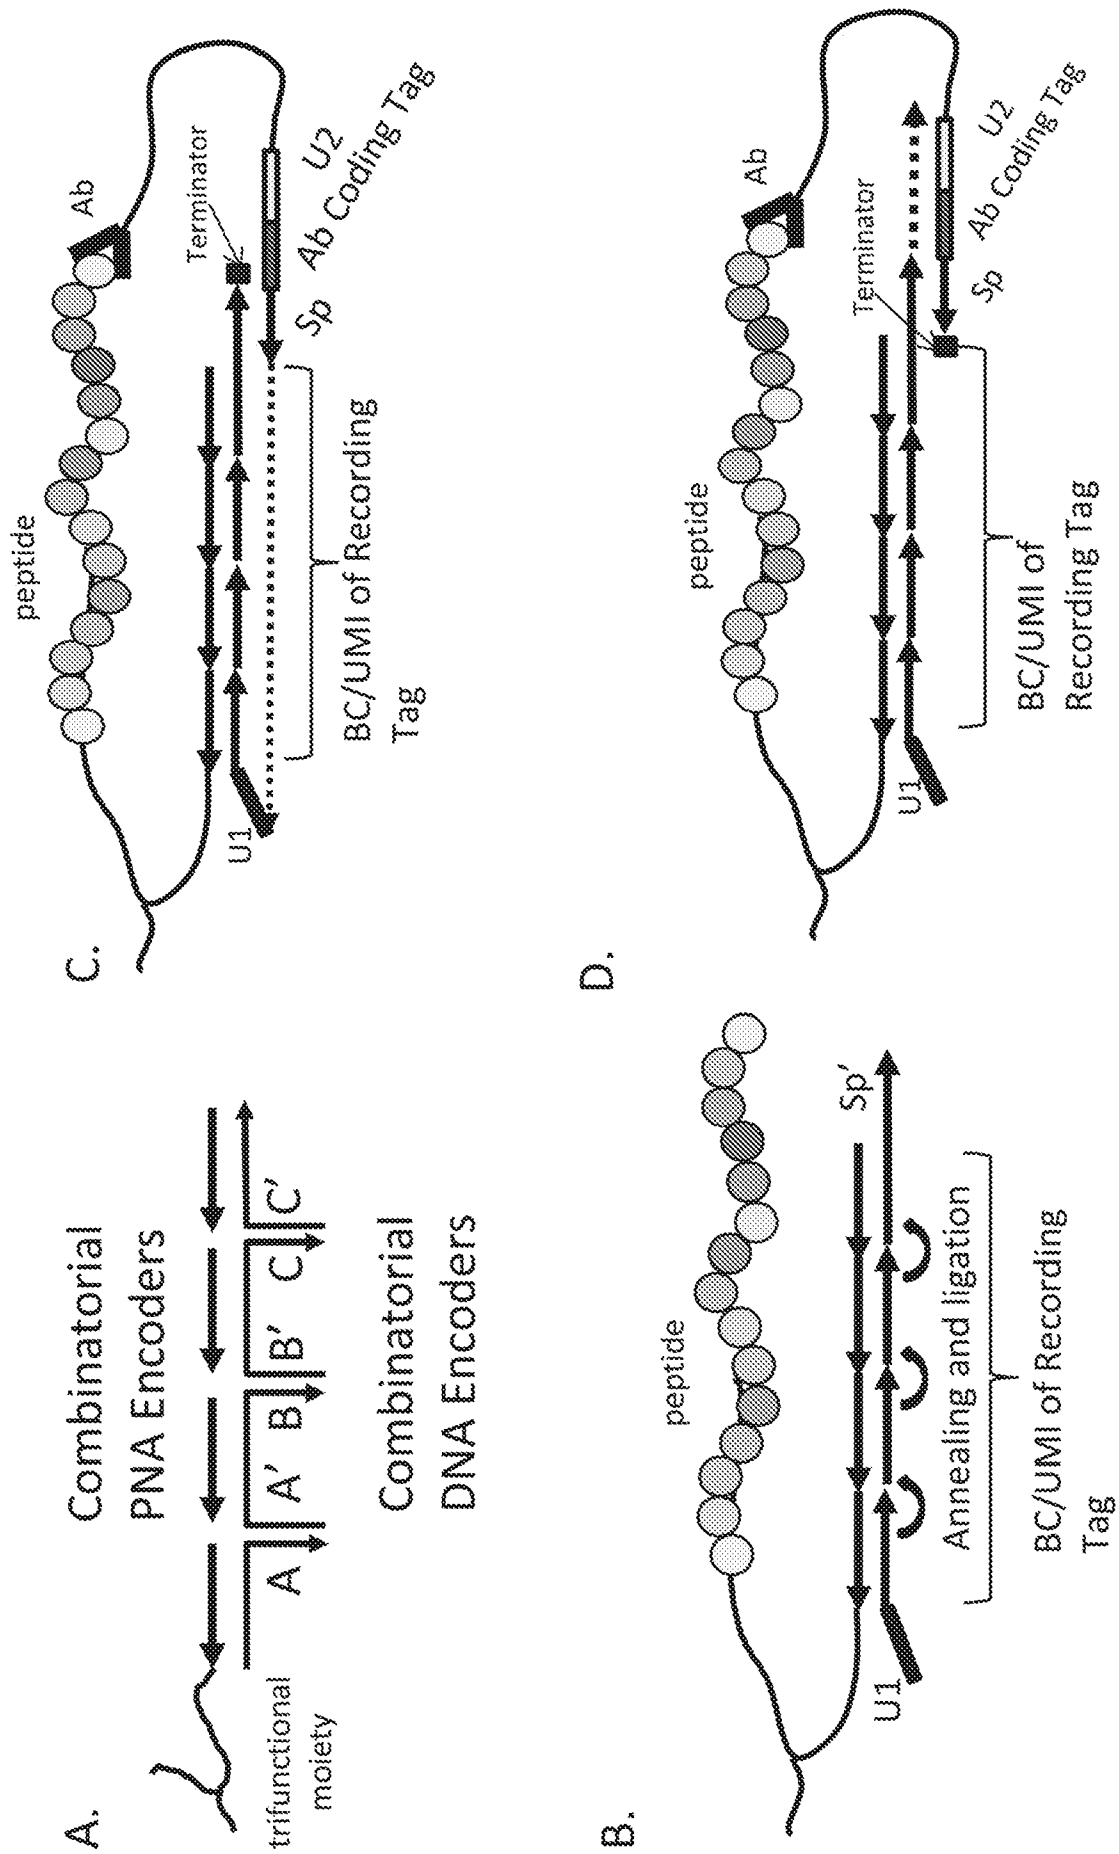 A.
Combinatorial
PNA Encoders
A
A′
B
B′
C
C′
trifunctional
moiety
Combinatorial
DNA Encoders
B.
peptide
Sp′
U1
Annealing and ligation
BC/UMI of Recording
Tag
C.
peptide
Ab
Terminator
U1
Sp
U2
Ab Coding Tag
BC/UMI of Recording
Tag
D.
peptide
Ab
Terminator
U1
Sp
U2
Ab Coding Tag
BC/UMI of
Recording Tag